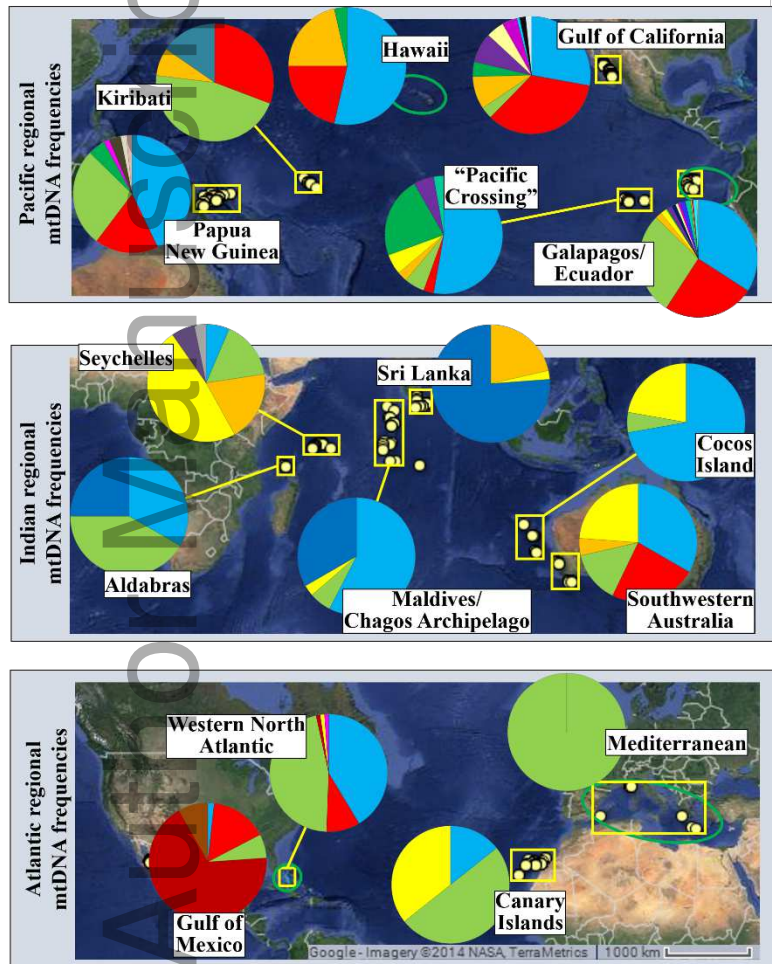 Pacific regional
mtDNA frequencies
Kiribati
Hawaii
Gulf of California
Papua
New Guinea
“Pacific
Crossing”
Galapagos/
Ecuador
Indian regional
mtDNA frequencies
Seychelles
Sri Lanka
Cocos
Island
Aldabras
Maldives/
Chagos Archipelago
Southwestern
Australia
Atlantic regional
mtDNA frequencies
Western North
Atlantic
Mediterranean
Gulf of
Mexico
Canary
Islands
Google - Imagery ©2014 NASA, TerraMetrics | 1000 km
Author Manuscript